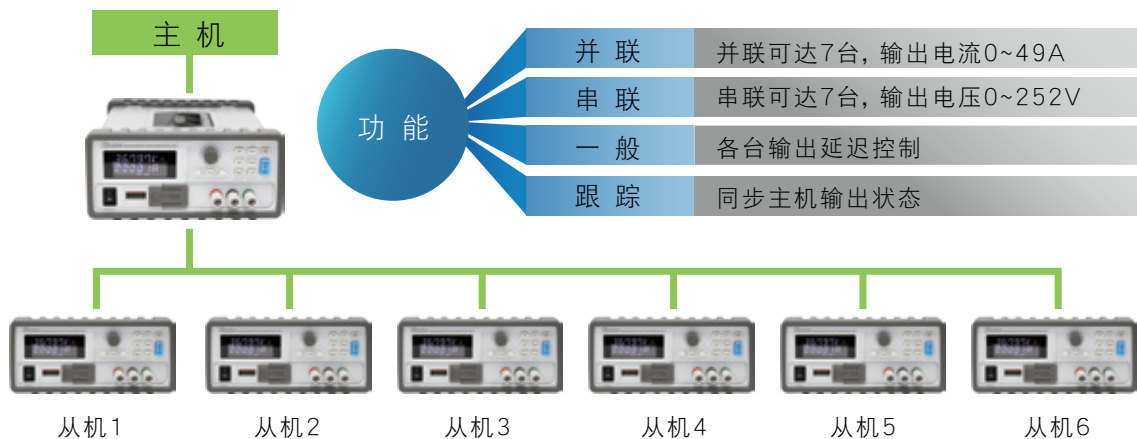 主机
功能
并联 并联可达7台, 输出电流0~49A
串联 串联可达7台, 输出电压0~252V
一般 各台输出延迟控制
跟踪 同步主机输出状态
从机1 从机2 从机3 从机4 从机5 从机6